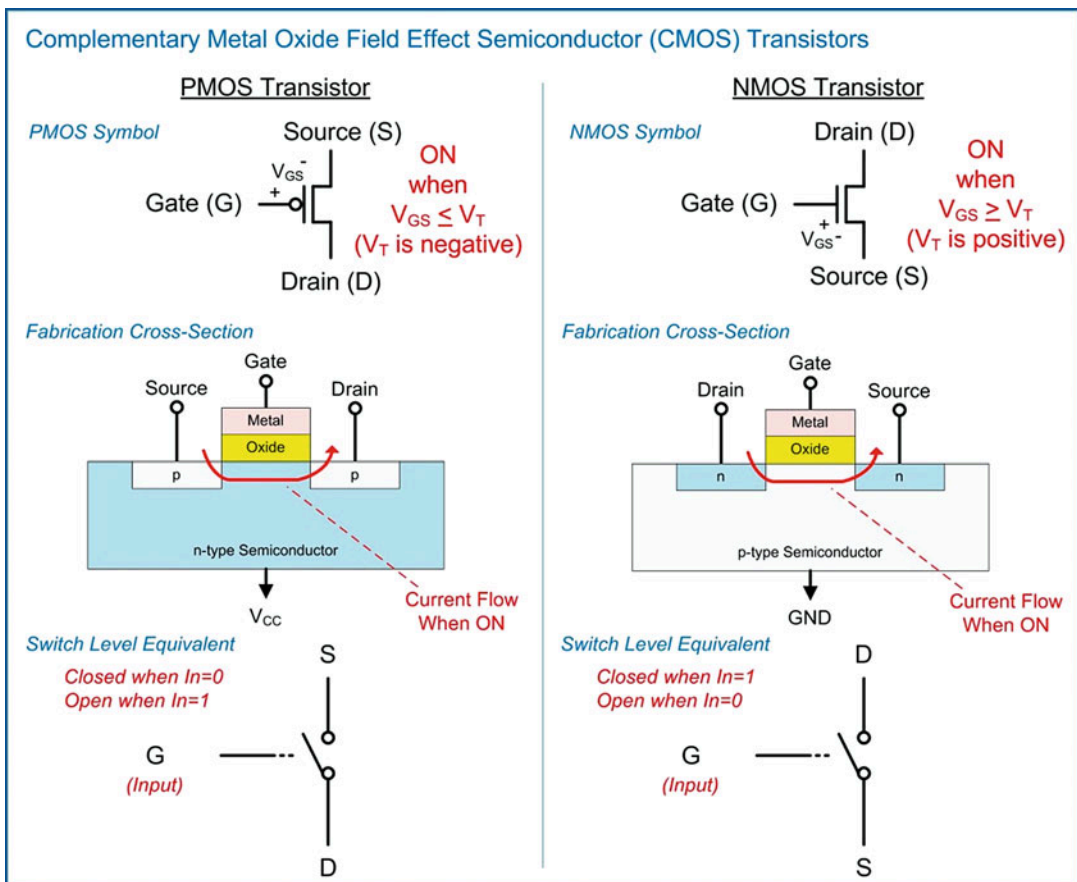 Complementary Metal Oxide Field Effect Semiconductor (CMOS) Transistors
PMOS Transistor
PMOS Symbol
Source (S)
VGS
-
+
Gate (G)
Drain (D)
ON
when
VGS ≤ VT
(VT is negative)
Fabrication Cross-Section
Gate
Source
Drain
Metal
Oxide
p
p
n-type Semiconductor
VCC
Current Flow
When ON
Switch Level Equivalent
Closed when In=0
Open when In=1
S
G
(Input)
D
NMOS Transistor
NMOS Symbol
Drain (D)
Gate (G)
+
VGS-
Source (S)
ON
when
VGS ≥ VT
(VT is positive)
Fabrication Cross-Section
Gate
Drain
Source
Metal
Oxide
n
n
p-type Semiconductor
GND
Current Flow
When ON
Switch Level Equivalent
Closed when In=1
Open when In=0
D
G
(Input)
S